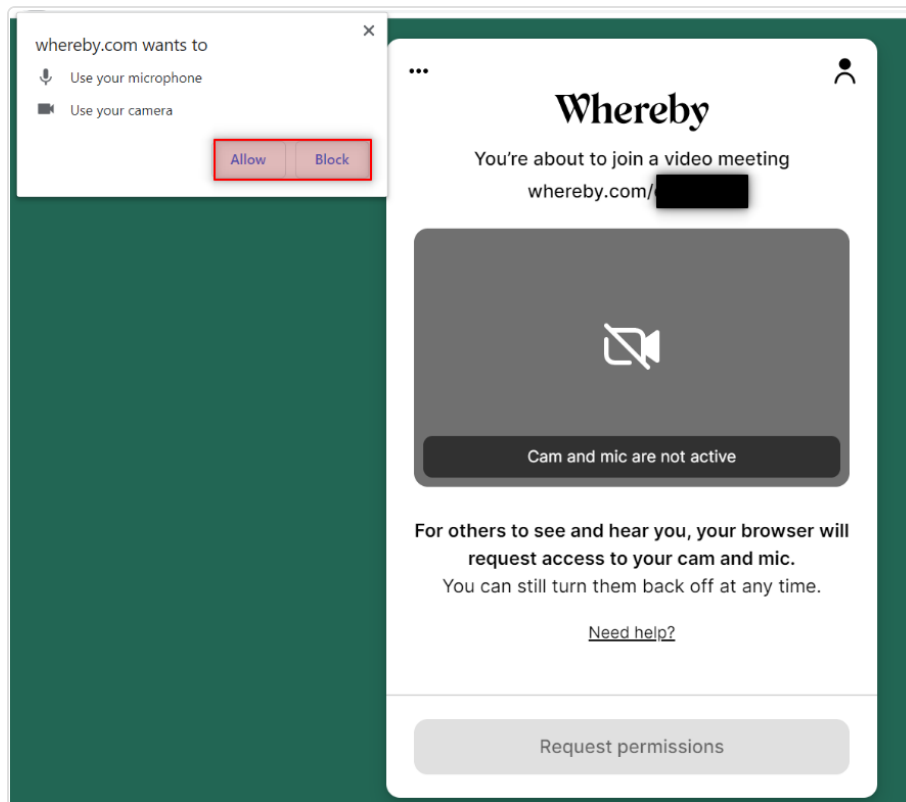 whereby.com wants to
Use your microphone
Use your camera
Allow Block
Whereby
You're about to join a video meeting
whereby.com/
Cam and mic are not active
For others to see and hear you, your browser will
request access to your cam and mic.
You can still turn them back off at any time.
Need help?
Request permissions